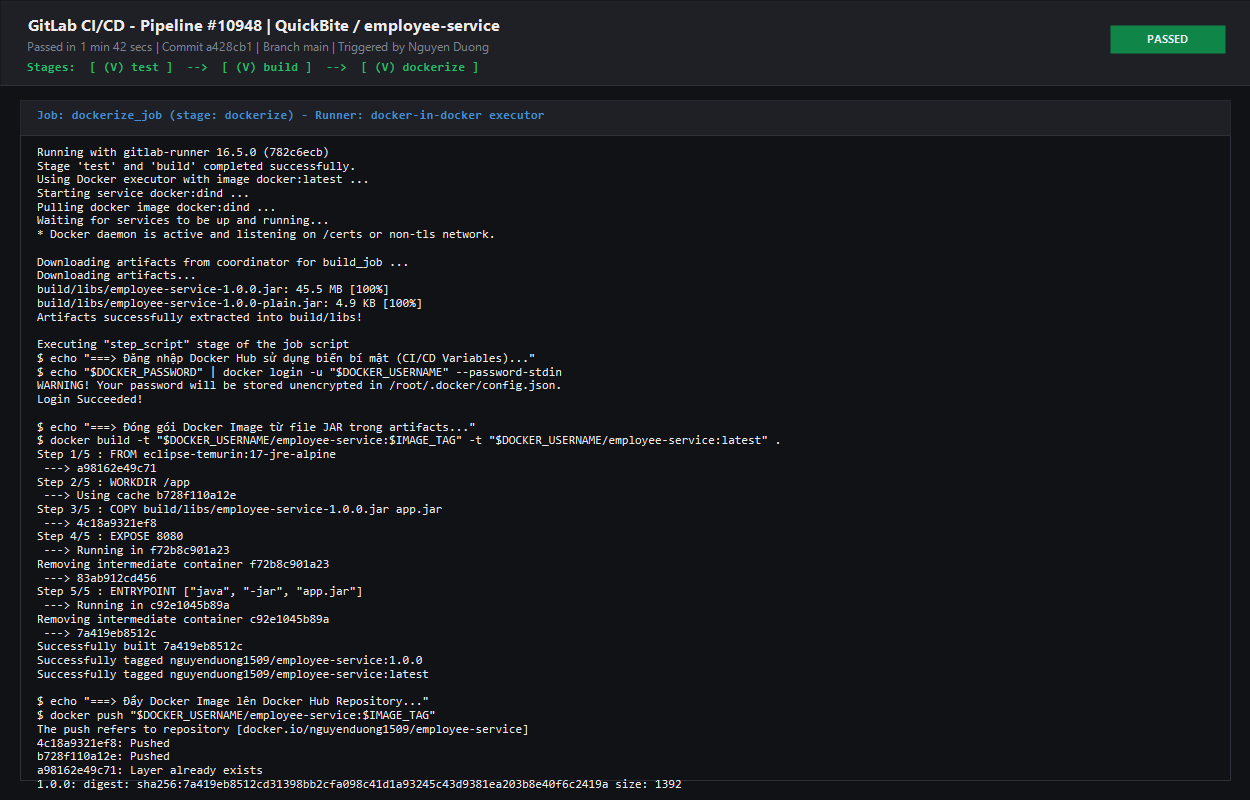 GitLab CI/CD - Pipeline #10948 | QuickBite / employee-service
Passed in 1 min 42 secs | Commit a428cb1 | Branch main | Triggered by Nguyen Duong
PASSED
Stages:  [ (V) test ]  -->  [ (V) build ]  -->  [ (V) dockerize ]
Job: dockerize_job (stage: dockerize) - Runner: docker-in-docker executor
Running with gitlab-runner 16.5.0 (782c6ecb)
Stage 'test' and 'build' completed successfully.
Using Docker executor with image docker:latest ...
Starting service docker:dind ...
Pulling docker image docker:dind ...
Waiting for services to be up and running...
* Docker daemon is active and listening on /certs or non-tls network.
Downloading artifacts from coordinator for build_job ...
Downloading artifacts...
build/libs/employee-service-1.0.0.jar: 45.5 MB [100%]
build/libs/employee-service-1.0.0-plain.jar: 4.9 KB [100%]
Artifacts successfully extracted into build/libs!
Executing "step_script" stage of the job script
$ echo "===> Đăng nhập Docker Hub sử dụng biến bí mật (CI/CD Variables)..."
$ echo "$DOCKER_PASSWORD" | docker login -u "$DOCKER_USERNAME" --password-stdin
WARNING! Your password will be stored unencrypted in /root/.docker/config.json.
Login Succeeded!
$ echo "===> Đóng gói Docker Image từ file JAR trong artifacts..."
$ docker build -t "$DOCKER_USERNAME/employee-service:$IMAGE_TAG" -t "$DOCKER_USERNAME/employee-service:latest" .
Step 1/5 : FROM eclipse-temurin:17-jre-alpine
 ---> a98162e49c71
Step 2/5 : WORKDIR /app
 ---> Using cache b728f110a12e
Step 3/5 : COPY build/libs/employee-service-1.0.0.jar app.jar
 ---> 4c18a9321ef8
Step 4/5 : EXPOSE 8080
 ---> Running in f72b8c901a23
Removing intermediate container f72b8c901a23
 ---> 83ab912cd456
Step 5/5 : ENTRYPOINT ["java", "-jar", "app.jar"]
 ---> Running in c92e1045b89a
Removing intermediate container c92e1045b89a
 ---> 7a419eb8512c
Successfully built 7a419eb8512c
Successfully tagged nguyenduong1509/employee-service:1.0.0
Successfully tagged nguyenduong1509/employee-service:latest
$ echo "===> Đẩy Docker Image lên Docker Hub Repository..."
$ docker push "$DOCKER_USERNAME/employee-service:$IMAGE_TAG"
The push refers to repository [docker.io/nguyenduong1509/employee-service]
4c18a9321ef8: Pushed
b728f110a12e: Pushed
a98162e49c71: Layer already exists
1.0.0: digest: sha256:7a419eb8512cd31398bb2cfa098c41d1a93245c43d9381ea203b8e40f6c2419a size: 1392